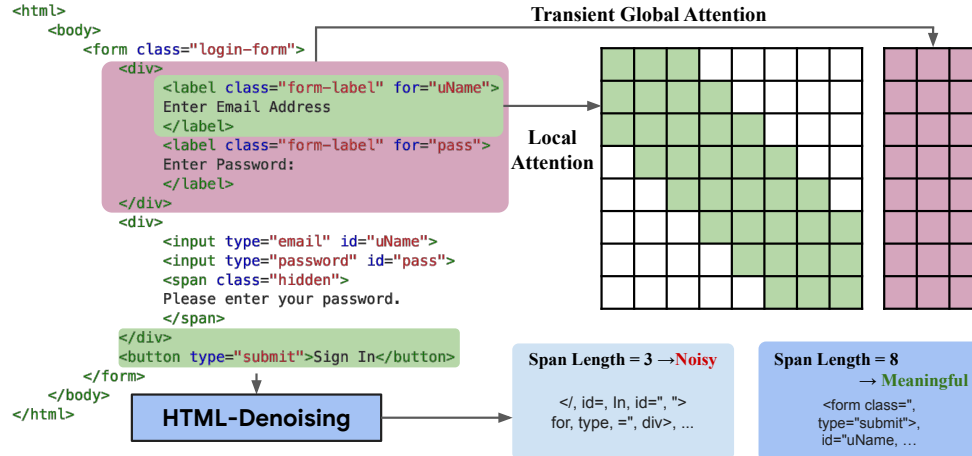 <html>
<body>
<form class="login-form">
<div>
<label class="form-label" for="uName">
Enter Email Address
</label>
<label class="form-label" for="pass">
Enter Password:
</label>
</div>
<div>
<input type="email" id="uName">
<input type="password" id="pass">
<span class="hidden">
Please enter your password.
</span>
</div>
<button type="submit">Sign In</button>
</form>
</body>
</html>
Transient Global Attention
Local
Attention
HTML-Denoising
Span Length = 3 →Noisy
</, id=, In, id=", ">
for, type, =", div>, ...
Span Length = 8
→ Meaningful
<form class=",
type="submit">,
id="uName, ...